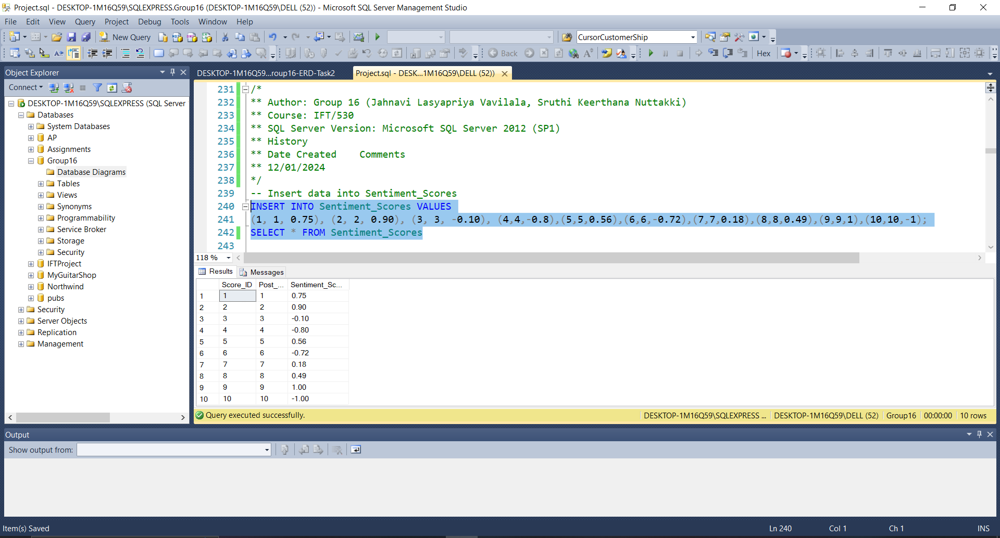 Project.sql - DESKTOP-1M16Q59\SQLEXPRESS.Group16 (DESKTOP-1M16Q59\DELL (52)) - Microsoft SQL Server Management Studio
File Edit View Query Project Debug Tools Window Help
New Query CursorCustomerShip
Back Hex
Object Explorer
Connect
DESKTOP-1M16Q59\SQLEXPRESS (SQL Server
Databases
System Databases
AP
Assignments
Group16
Database Diagrams
Tables
Views
Synonyms
Programmability
Service Broker
Storage
Security
IFTProject
MyGuitarShop
Northwind
pubs
Security
Server Objects
Replication
Management
DESKTOP-1M16Q59...roup16-ERD-Task2 Project.sql - DESK...1M16Q59\DELL (52))
231 /*
232 ** Author: Group 16 (Jahnavi Lasyapriya Vavilala, Sruthi Keerthana Nuttakki)
233 ** Course: IFT/530
234 ** SQL Server Version: Microsoft SQL Server 2012 (SP1)
235 ** History
236 ** Date Created    Comments
237 ** 12/01/2024
238 */
239 -- Insert data into Sentiment_Scores
240 INSERT INTO Sentiment_Scores VALUES
241 (1, 1, 0.75), (2, 2, 0.90), (3, 3, -0.10), (4,4,-0.8),(5,5,0.56),(6,6,-0.72),(7,7,0.18),(8,8,0.49),(9,9,1),(10,10,-1);
242 SELECT * FROM Sentiment_Scores
243
118 %
Results Messages
Score_ID Post_... Sentiment_Sc...
1 1 1 0.75
2 2 2 0.90
3 3 3 -0.10
4 4 4 -0.80
5 5 5 0.56
6 6 6 -0.72
7 7 7 0.18
8 8 8 0.49
9 9 9 1.00
10 10 10 -1.00
Query executed successfully. DESKTOP-1M16Q59\SQLEXPRESS ... DESKTOP-1M16Q59\DELL (52) Group16 00:00:00 10 rows
Output
Show output from:
Item(s) Saved Ln 240 Col 1 Ch 1 INS